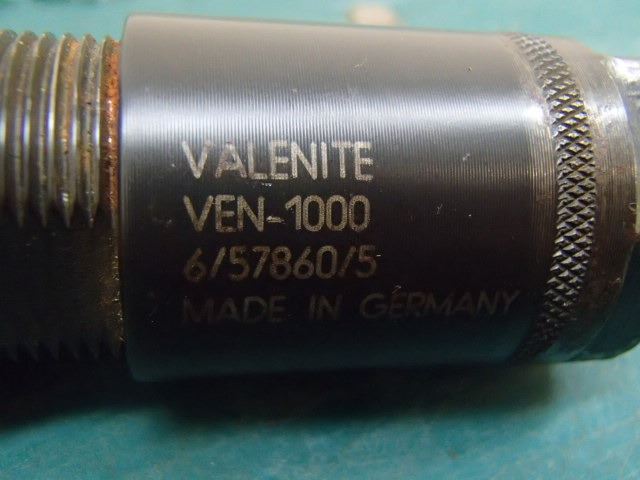 VALENITE
VEN-1000
6/57860/5
MADE IN GERMANY